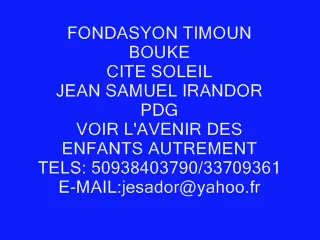 FONDASYON TIMOUN
BOUKE
CITE SOLEIL
JEAN SAMUEL IRANDOR
PDG
VOIR L'AVENIR DES
ENFANTS AUTREMENT
TELS: 50938403790/33709361
E-MAIL:jesador@yahoo.fr